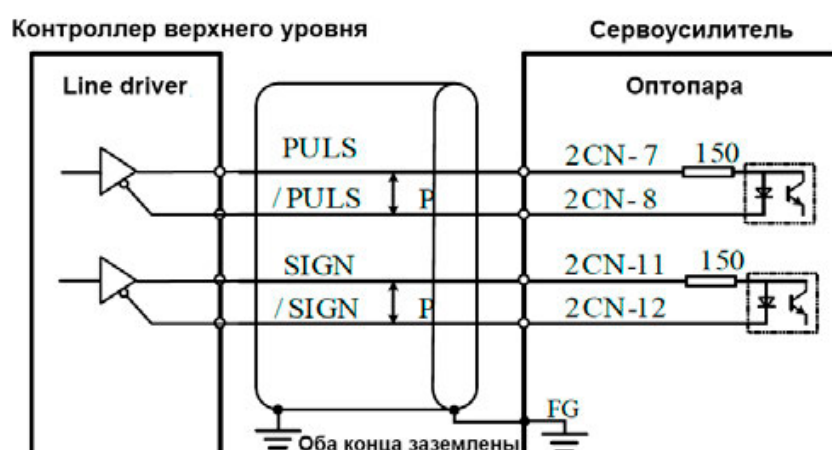 Контроллер верхнего уровня
Сервоусилитель
Line driver
Оптопара
PULS
2CN-7
150
/PULS
P
2CN-8
SIGN
2CN-11
150
/SIGN
P
2CN-12
FG
Оба конца заземлены